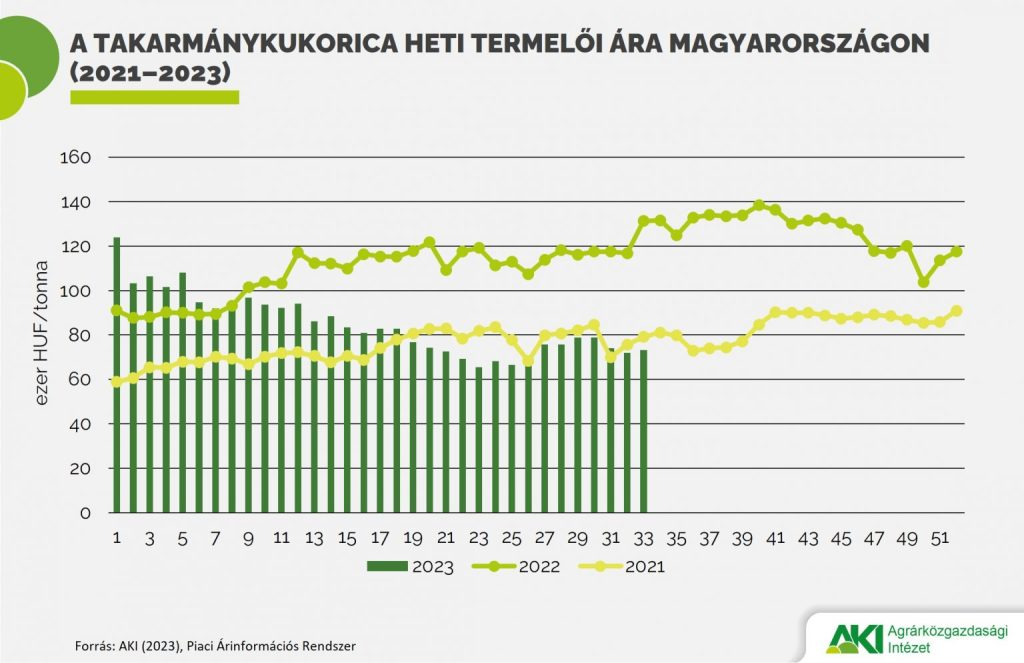 A TAKARMÁNYKUKORICA HETI TERMELŐI ÁRA MAGYARORSZÁGON
(2021–2023)
ezer HUF/tonna
160
140
120
100
80
60
40
20
0
1 3 5 7 9 11 13 15 17 19 21 23 25 27 29 31 33 35 37 39 41 43 45 47 49 51
2023 2022 2021
Forrás: AKI (2023), Piaci Árinformációs Rendszer
AKI Agrárközgazdasági
Intézet